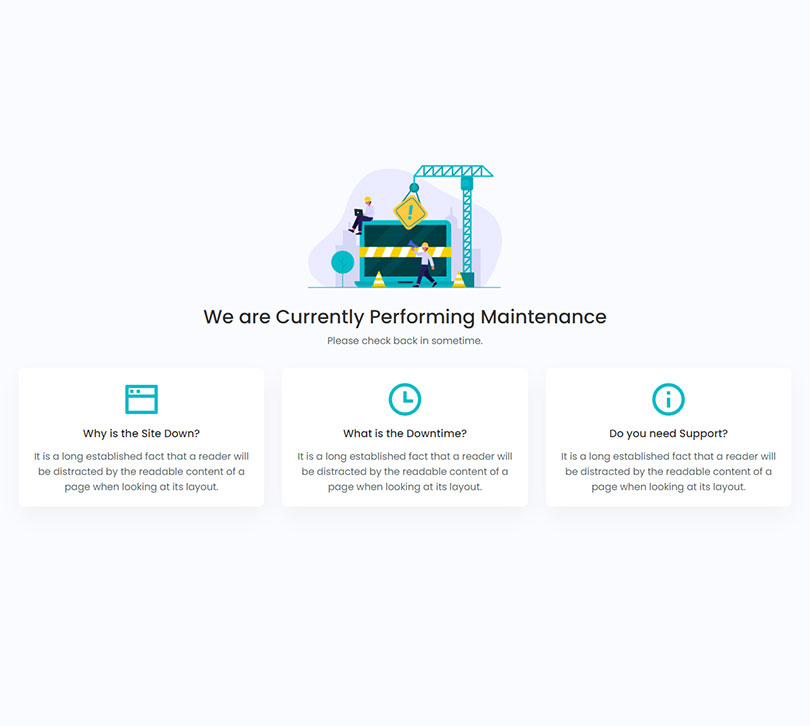 We are Currently Performing Maintenance
Please check back in sometime.
Why is the Site Down?
It is a long established fact that a reader will
be distracted by the readable content of a
page when looking at its layout.
What is the Downtime?
It is a long established fact that a reader will
be distracted by the readable content of a
page when looking at its layout.
Do you need Support?
It is a long established fact that a reader will
be distracted by the readable content of a
page when looking at its layout.